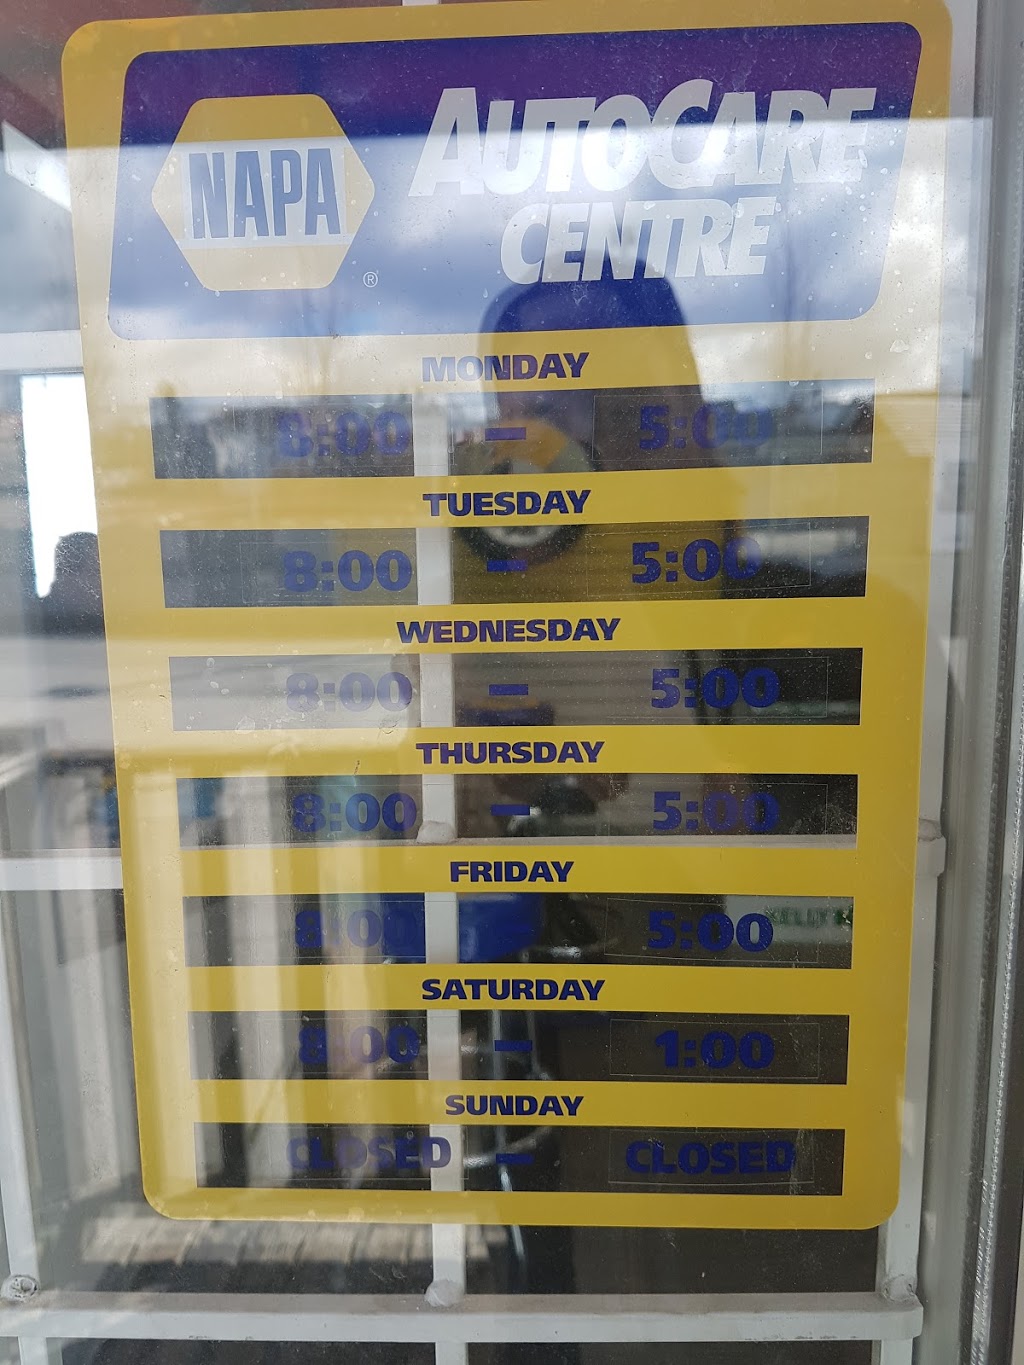 NAPA
®
AUTOCARE
CENTRE
MONDAY
8:00 – 5:00
TUESDAY
8:00 – 5:00
WEDNESDAY
8:00 – 5:00
THURSDAY
8:00 – 5:00
FRIDAY
8:00 – 5:00
SATURDAY
8:00 – 1:00
SUNDAY
CLOSED – CLOSED